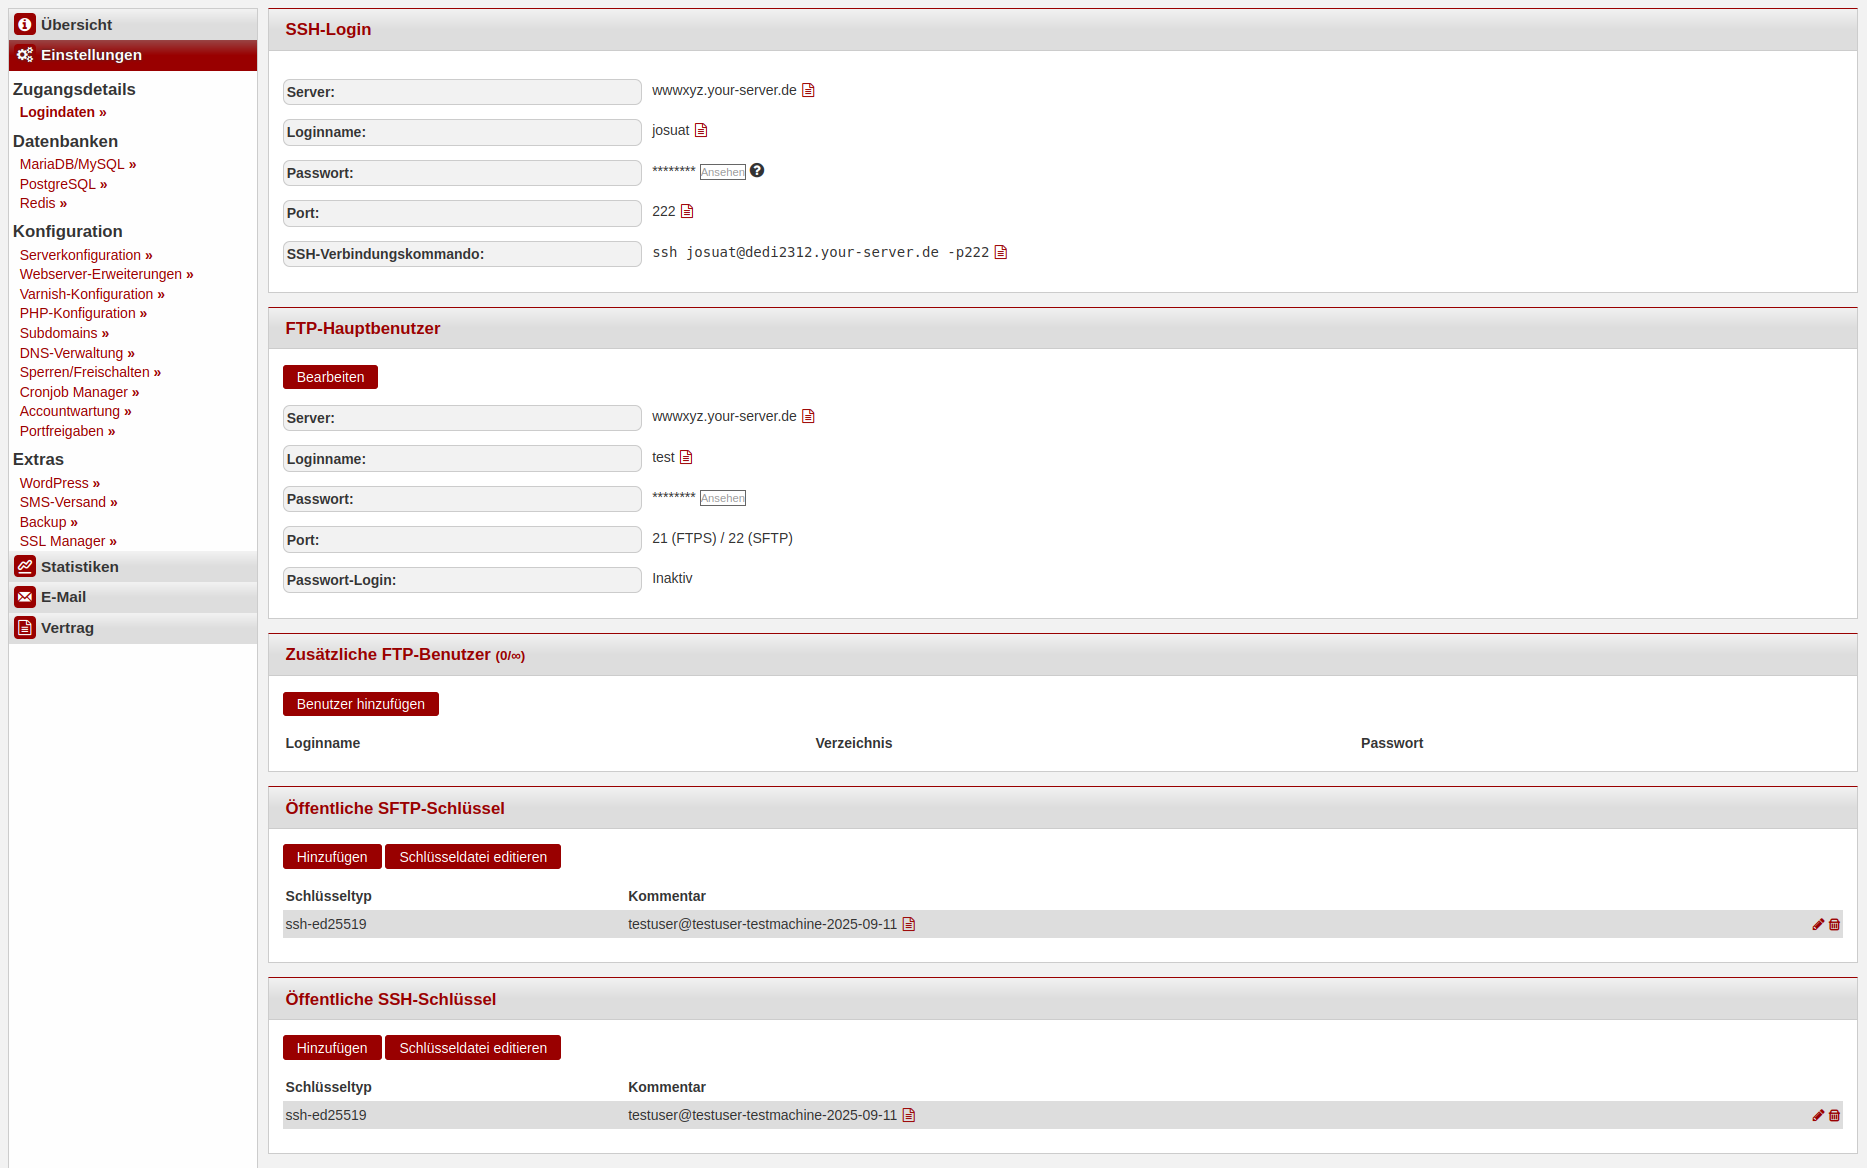 Übersicht
Einstellungen
Zugangsdetails
Logindaten »
Datenbanken
MariaDB/MySQL »
PostgreSQL »
Redis »
Konfiguration
Serverkonfiguration »
Webserver-Erweiterungen »
Varnish-Konfiguration »
PHP-Konfiguration »
Subdomains »
DNS-Verwaltung »
Sperren/Freischalten »
Cronjob Manager »
Accountwartung »
Portfreigaben »
Extras
WordPress »
SMS-Versand »
Backup »
SSL Manager »
Statistiken
E-Mail
Vertrag
SSH-Login
Server: wwwxyz.your-server.de
Loginname: josuat
Passwort: ******** Ansehen
Port: 222
SSH-Verbindungskommando: ssh josuat@dedi2312.your-server.de -p222
FTP-Hauptbenutzer
Bearbeiten
Server: wwwxyz.your-server.de
Loginname: test
Passwort: ******** Ansehen
Port: 21 (FTPS) / 22 (SFTP)
Passwort-Login: Inaktiv
Zusätzliche FTP-Benutzer (0/∞)
Benutzer hinzufügen
Loginname Verzeichnis Passwort
Öffentliche SFTP-Schlüssel
Hinzufügen Schlüsseldatei editieren
Schlüsseltyp Kommentar
ssh-ed25519 testuser@testuser-testmachine-2025-09-11
Öffentliche SSH-Schlüssel
Hinzufügen Schlüsseldatei editieren
Schlüsseltyp Kommentar
ssh-ed25519 testuser@testuser-testmachine-2025-09-11